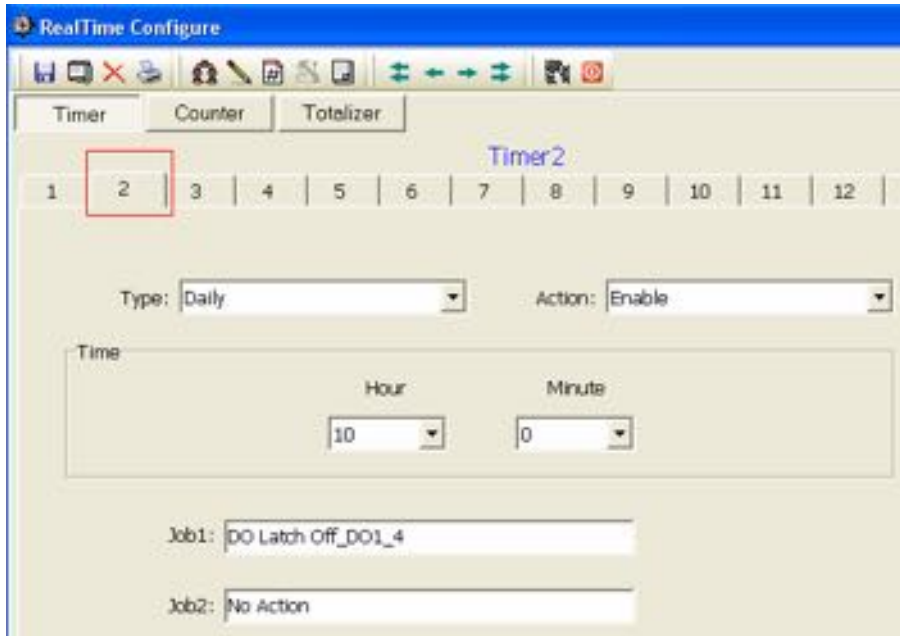 RealTime Configure
Timer Counter Totalizer
Timer2
1 2 3 4 5 6 7 8 9 10 11 12
Type: Daily Action: Enable
Time
Hour Minute
10 0
Job1: DO Latch Off_DO1_4
Job2: No Action